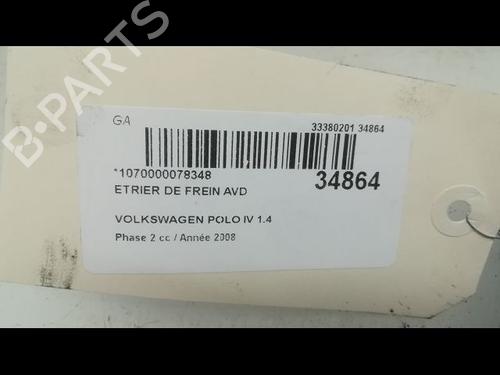 B-PARTS
GA
33380201 34864
*1070000078348
34864
ETRIER DE FREIN AVD
VOLKSWAGEN POLO IV 1.4
Phase 2 cc / Année 2008